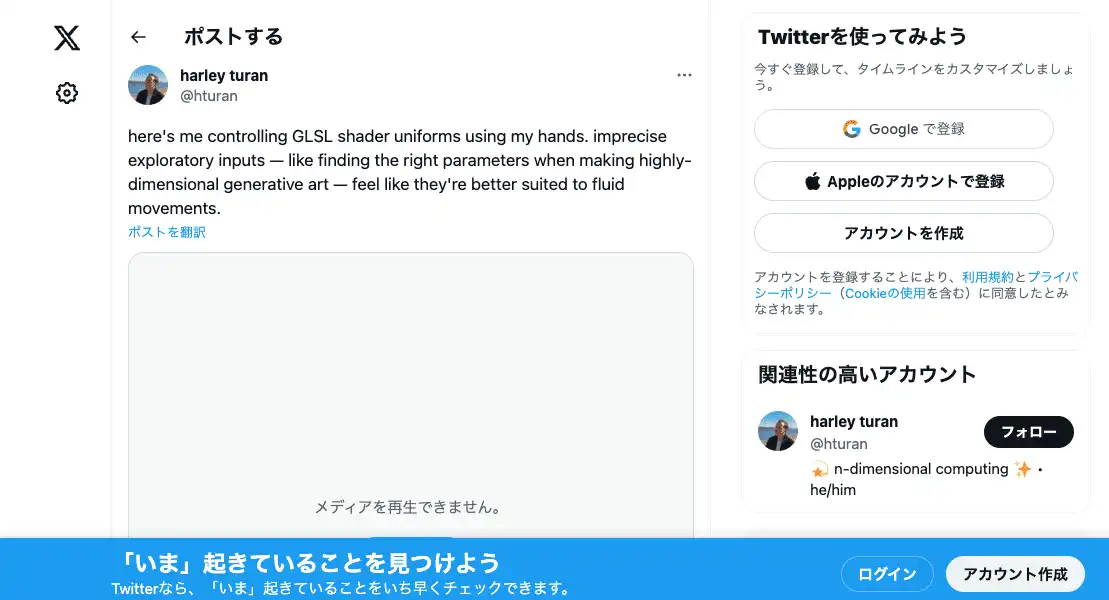 ポストする
harley turan
@hturan
here's me controlling GLSL shader uniforms using my hands. imprecise
exploratory inputs — like finding the right parameters when making highly-
dimensional generative art — feel like they're better suited to fluid
movements.
ポストを翻訳
メディアを再生できません。
Twitterを使ってみよう
今すぐ登録して、タイムラインをカスタマイズしましょ
う。
Google で登録
Appleのアカウントで登録
アカウントを作成
アカウントを登録することにより、利用規約とプライバ
シーポリシー（Cookieの使用を含む）に同意したとみ
なされます。
関連性の高いアカウント
harley turan
@hturan
フォロー
n-dimensional computing ✨ •
he/him
「いま」起きていることを見つけよう
Twitterなら、「いま」起きていることをいち早くチェックできます。
ログイン
アカウント作成